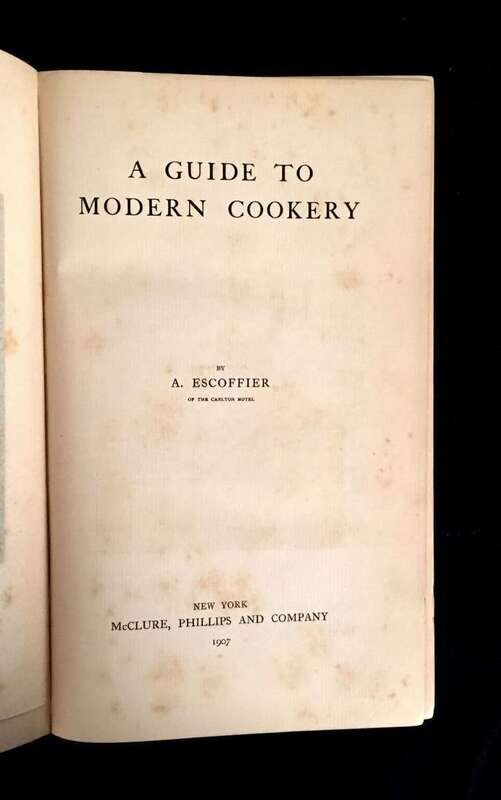 A GUIDE TO
MODERN COOKERY
BY
A. ESCOFFIER
OF THE CARLTON HOTEL
NEW YORK
McCLURE, PHILLIPS AND COMPANY
1907